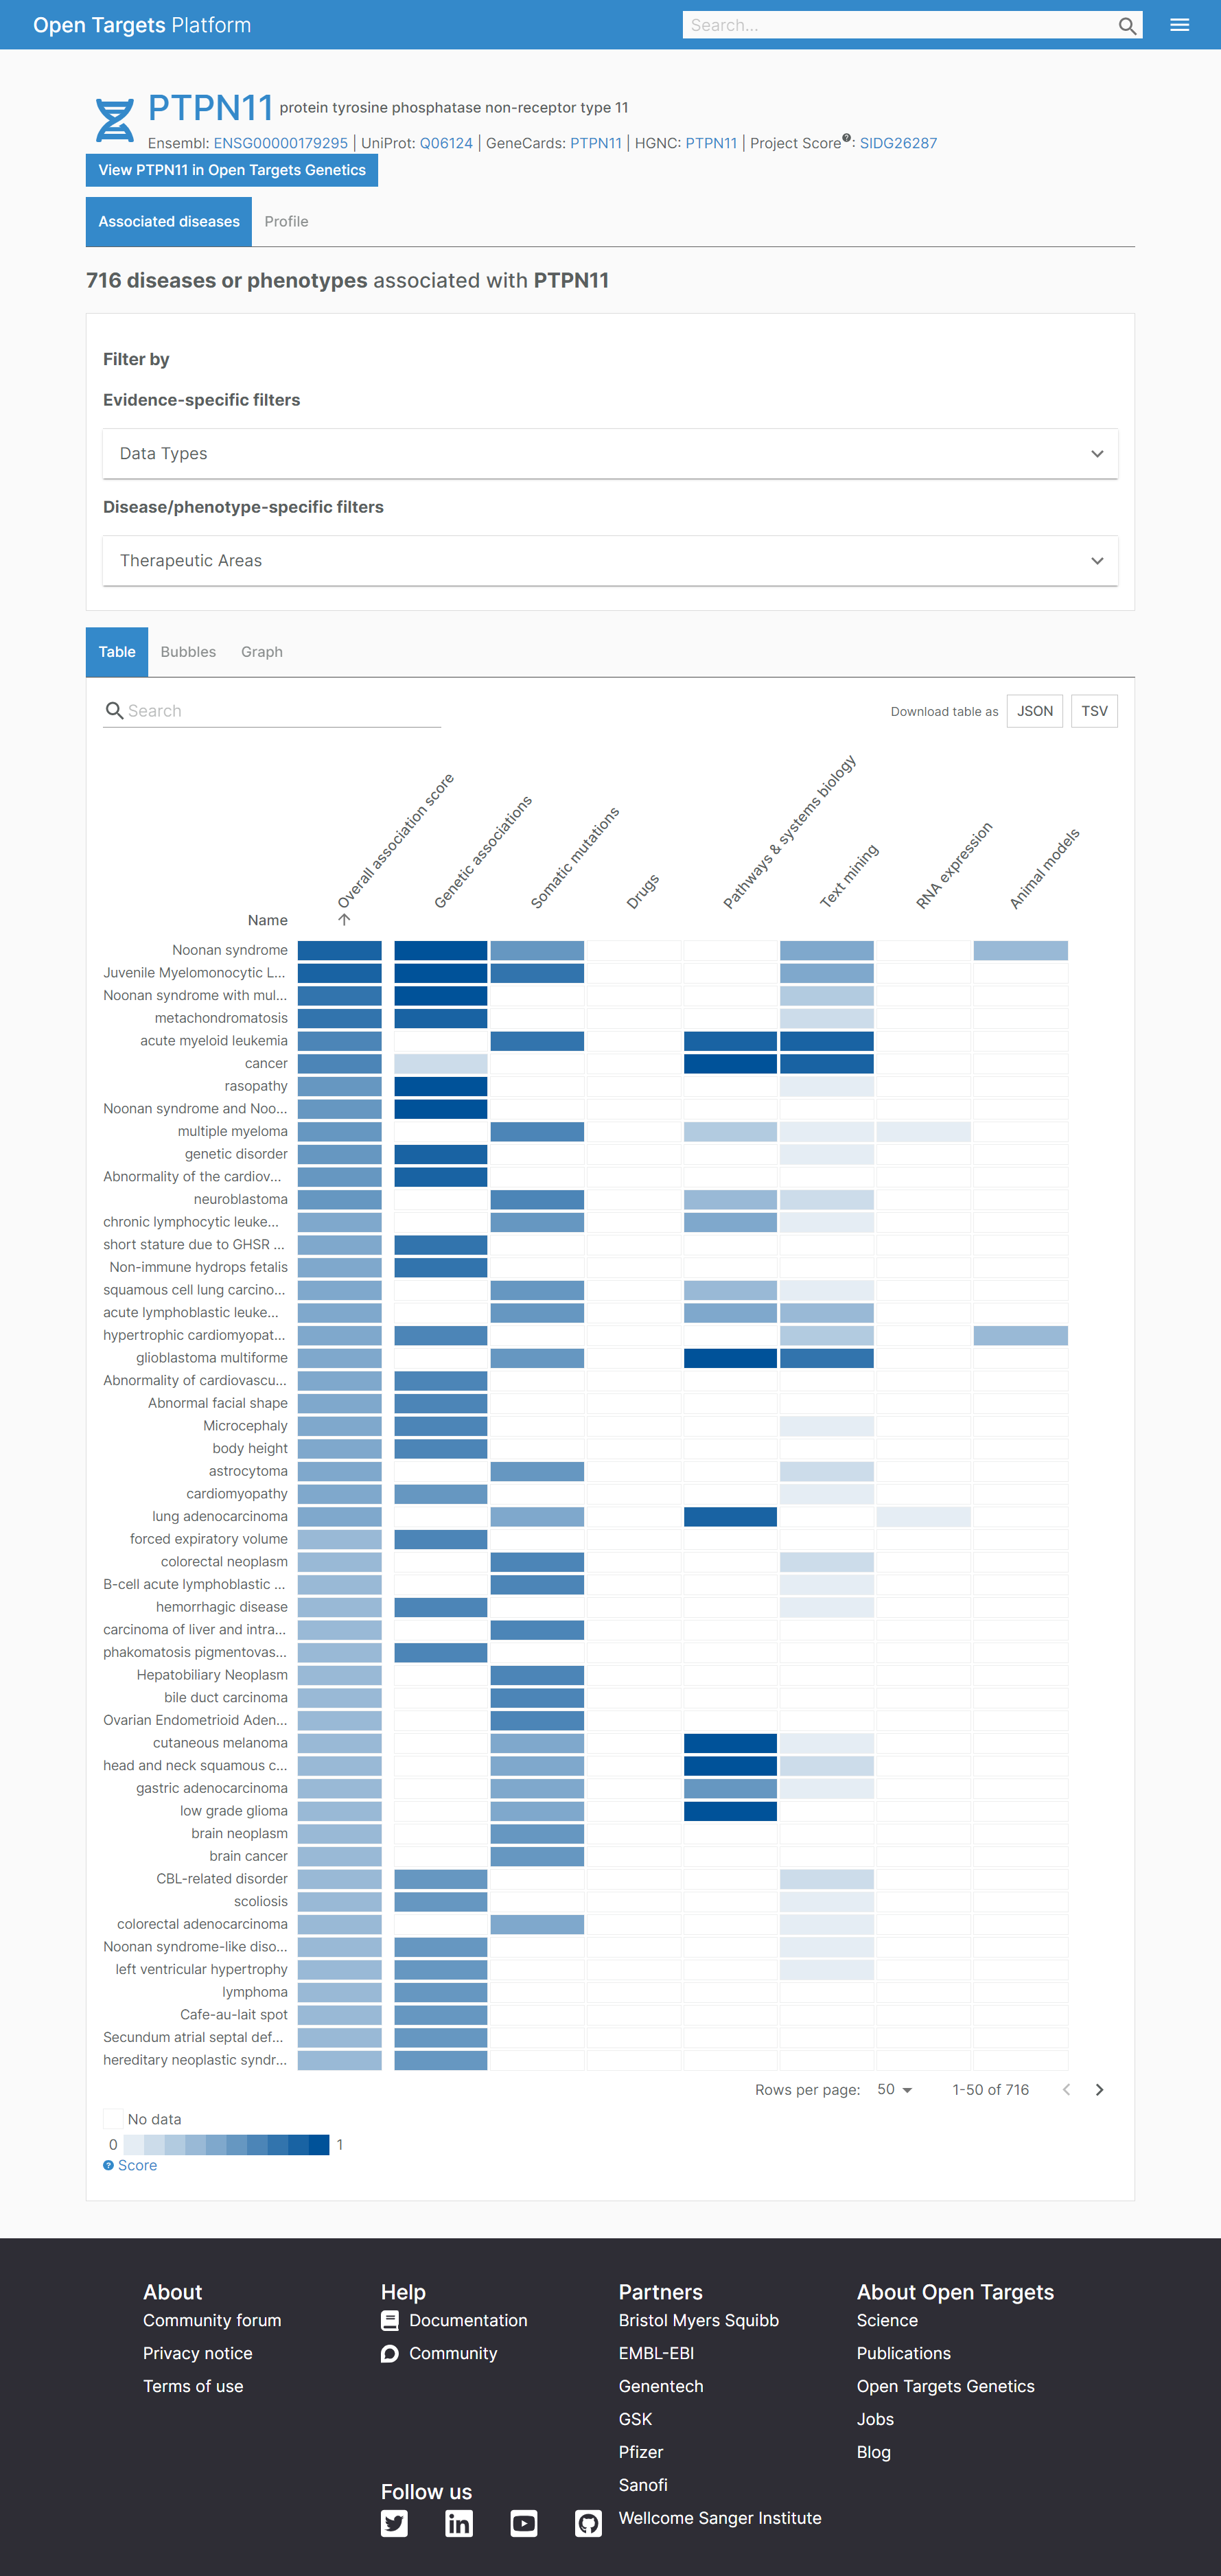 Open Targets Platform
Search...
PTPN11 protein tyrosine phosphatase non-receptor type 11
Ensembl: ENSG00000179295 | UniProt: Q06124 | GeneCards: PTPN11 | HGNC: PTPN11 | Project Score?: SIDG26287
View PTPN11 in Open Targets Genetics
Associated diseases
Profile
716 diseases or phenotypes associated with PTPN11
Filter by
Evidence-specific filters
Data Types
Disease/phenotype-specific filters
Therapeutic Areas
Table
Bubbles
Graph
Search
Download table as
JSON
TSV
Name
Overall association score
Genetic associations
Somatic mutations
Drugs
Pathways & systems biology
Text mining
RNA expression
Animal models
Noonan syndrome
Juvenile Myelomonocytic L...
Noonan syndrome with mul...
metachondromatosis
acute myeloid leukemia
cancer
rasopathy
Noonan syndrome and Noo...
multiple myeloma
genetic disorder
Abnormality of the cardiov...
neuroblastoma
chronic lymphocytic leuke...
short stature due to GHSR ...
Non-immune hydrops fetalis
squamous cell lung carcino...
acute lymphoblastic leuke...
hypertrophic cardiomyopat...
glioblastoma multiforme
Abnormality of cardiovascu...
Abnormal facial shape
Microcephaly
body height
astrocytoma
cardiomyopathy
lung adenocarcinoma
forced expiratory volume
colorectal neoplasm
B-cell acute lymphoblastic ...
hemorrhagic disease
carcinoma of liver and intra...
phakomatosis pigmentovas...
Hepatobiliary Neoplasm
bile duct carcinoma
Ovarian Endometrioid Aden...
cutaneous melanoma
head and neck squamous c...
gastric adenocarcinoma
low grade glioma
brain neoplasm
brain cancer
CBL-related disorder
scoliosis
colorectal adenocarcinoma
Noonan syndrome-like diso...
left ventricular hypertrophy
lymphoma
Cafe-au-lait spot
Secundum atrial septal def...
hereditary neoplastic syndr...
Rows per page: 50 1-50 of 716
No data
0 1
? Score
About
Community forum
Privacy notice
Terms of use
Help
Documentation
Community
Follow us
Partners
Bristol Myers Squibb
EMBL-EBI
Genentech
GSK
Pfizer
Sanofi
Wellcome Sanger Institute
About Open Targets
Science
Publications
Open Targets Genetics
Jobs
Blog